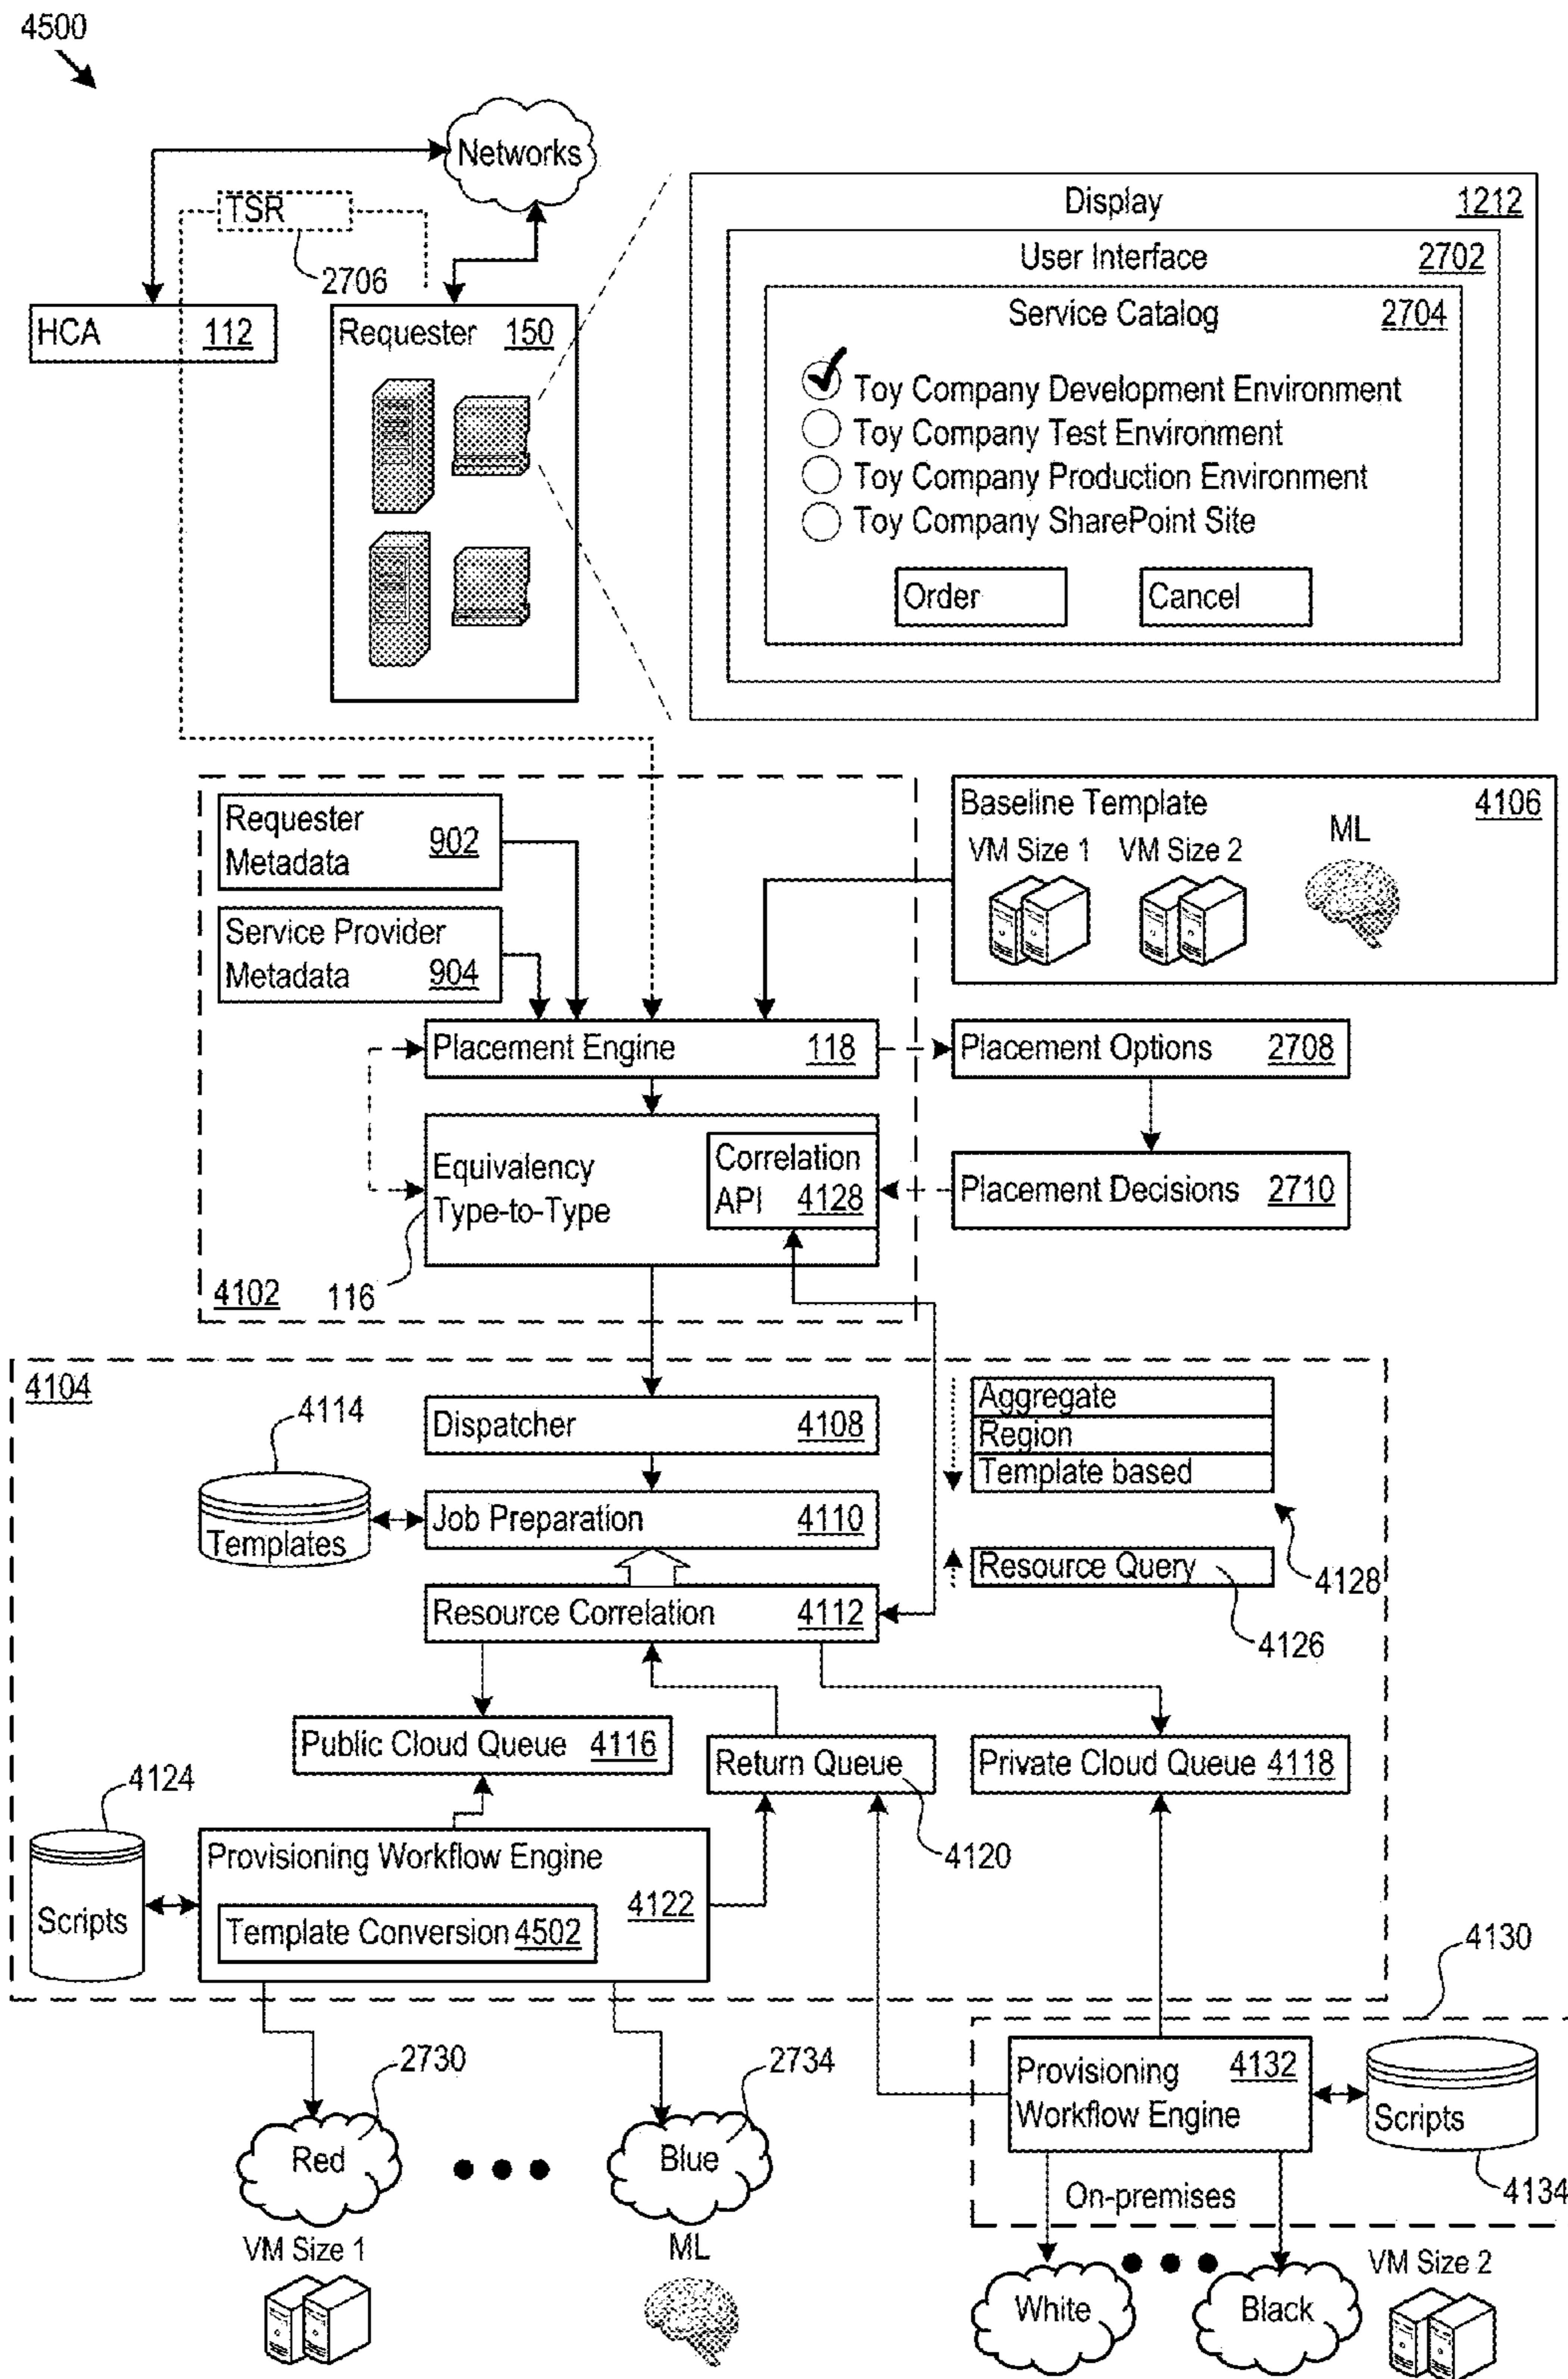 4500
Networks
TSR
2706
HCA 112
Requester 150
Display 1212
User Interface 2702
Service Catalog 2704
Toy Company Development Environment
Toy Company Test Environment
Toy Company Production Environment
Toy Company SharePoint Site
Order
Cancel
Requester
Metadata 902
Service Provider
Metadata 904
Baseline Template 4106
VM Size 1
VM Size 2
ML
Placement Engine 118
Placement Options 2708
Equivalency
Type-to-Type
Correlation
API 4128
Placement Decisions 2710
4102
116
4104
Dispatcher 4108
Aggregate
Region
Template based
4114
Templates
Job Preparation 4110
Resource Query
4128
4126
Resource Correlation 4112
Public Cloud Queue 4116
Return Queue
Private Cloud Queue 4118
4120
4124
Scripts
Provisioning Workflow Engine
4122
Template Conversion 4502
4130
2730
2734
Provisioning
Workflow Engine
4132
Scripts
4134
Red
Blue
On-premises
VM Size 1
ML
White
Black
VM Size 2